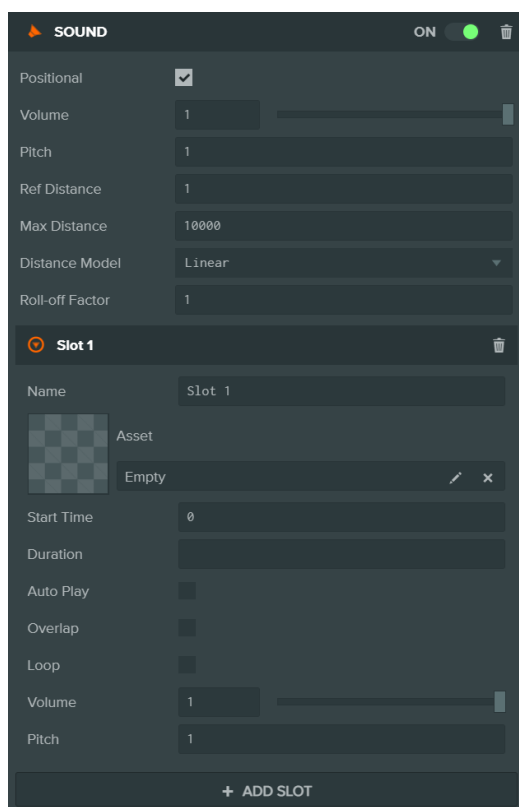 SOUND ON
Positional
Volume 1
Pitch 1
Ref Distance 1
Max Distance 10000
Distance Model Linear
Roll-off Factor 1
Slot 1
Name Slot 1
Asset
Empty
Start Time 0
Duration
Auto Play
Overlap
Loop
Volume 1
Pitch 1
+ ADD SLOT